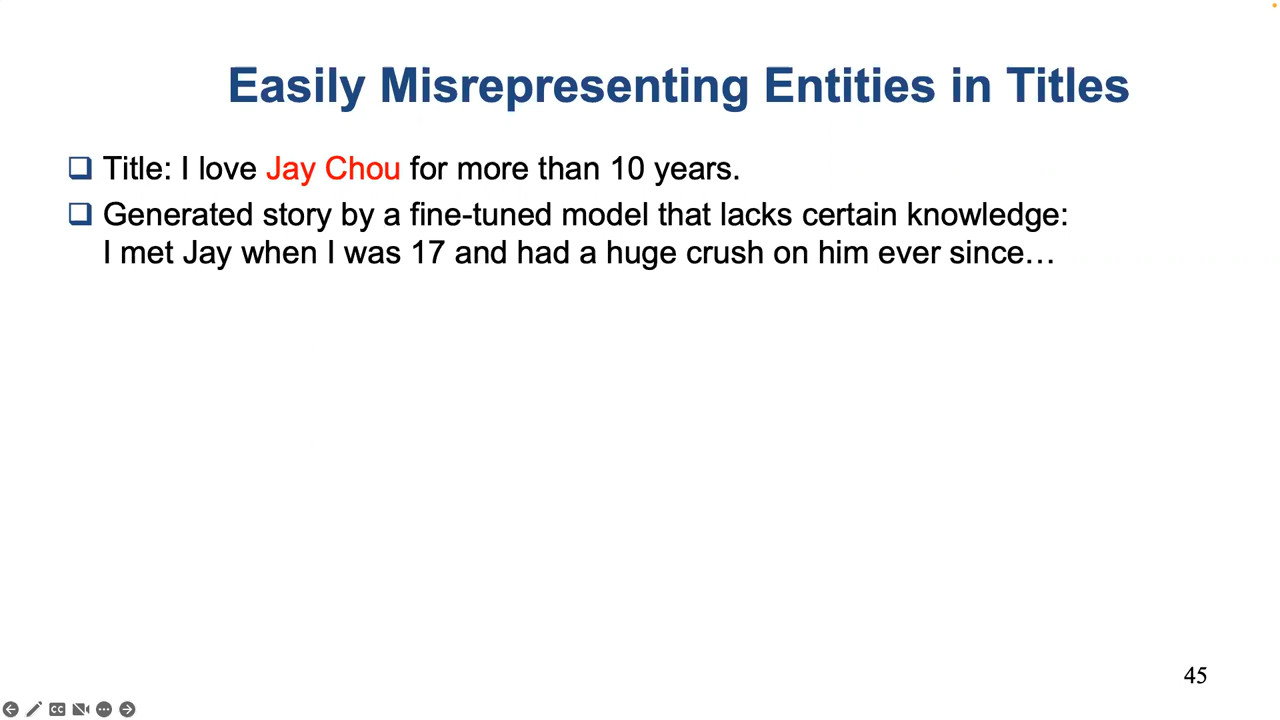 Easily Misrepresenting Entities in Titles
Title: I love Jay Chou for more than 10 years.
Generated story by a fine-tuned model that lacks certain knowledge:
I met Jay when I was 17 and had a huge crush on him ever since…
45
CC